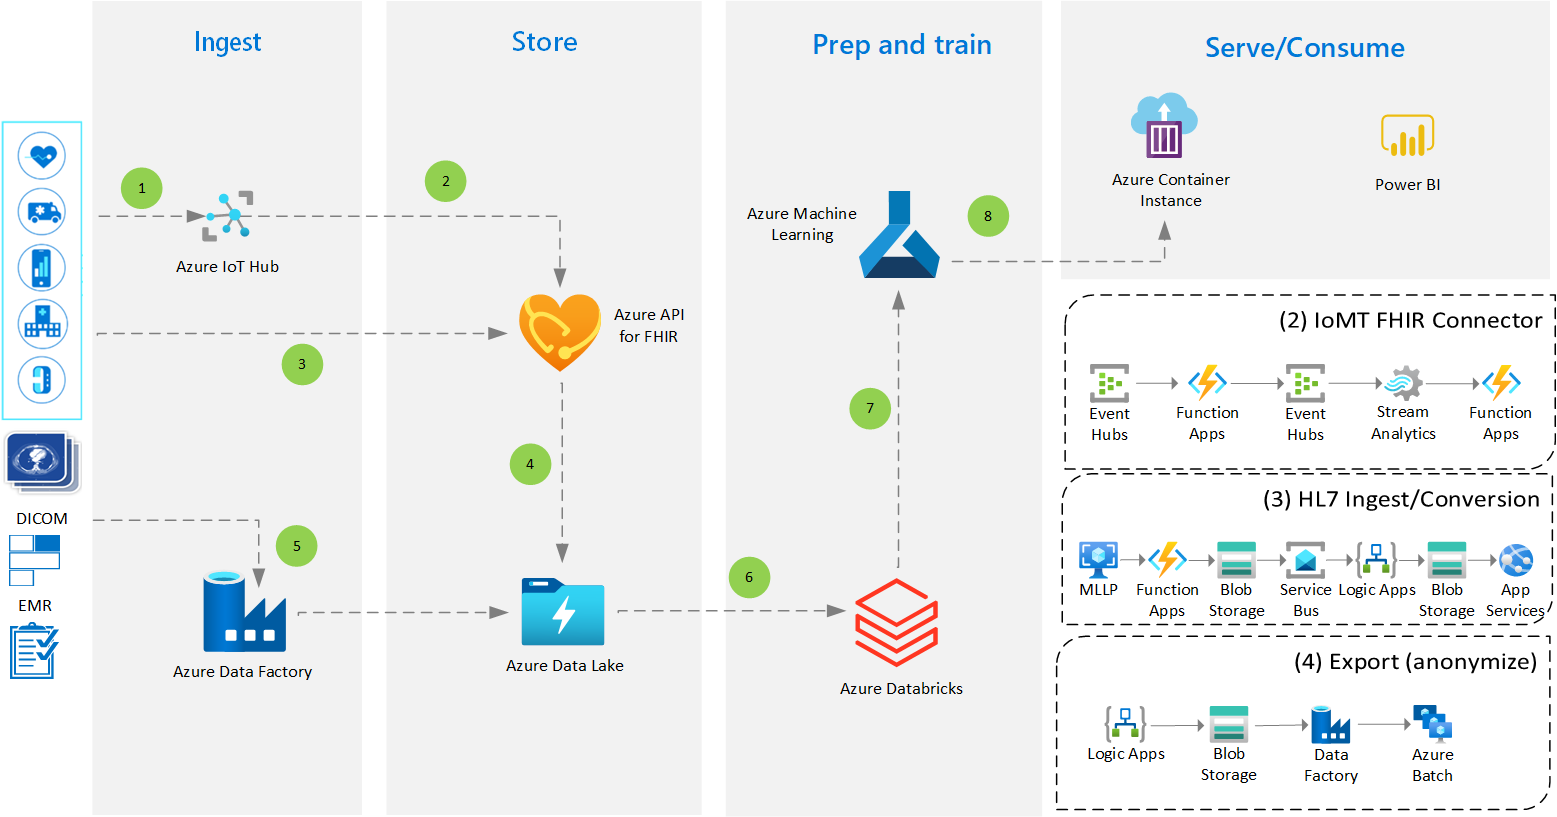 Ingest
Store
Prep and train
Serve/Consume
1
2
3
4
5
6
7
8
Azure IoT Hub
Azure API
for FHIR
Azure Machine
Learning
Azure Container
Instance
Power BI
DICOM
EMR
Azure Data Factory
Azure Data Lake
Azure Databricks
(2) IoMT FHIR Connector
Event
Hubs
Function
Apps
Event
Hubs
Stream
Analytics
Function
Apps
(3) HL7 Ingest/Conversion
MLLP
Function
Apps
Blob
Storage
Service
Bus
Logic Apps
Blob
Storage
App
Services
(4) Export (anonymize)
Logic Apps
Blob
Storage
Data
Factory
Azure
Batch